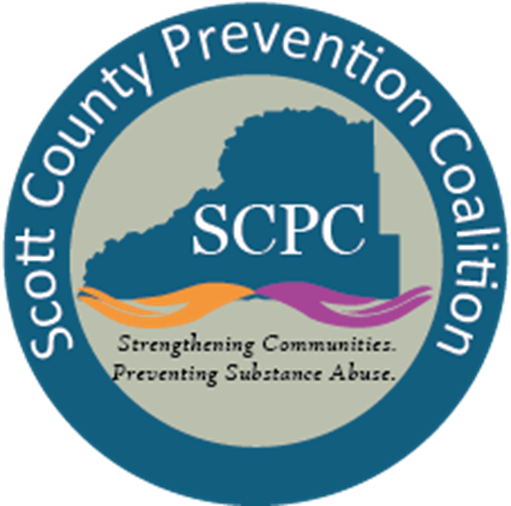 Scott County Prevention Coalition
SCPC
Strengthening Communities.
Preventing Substance Abuse.